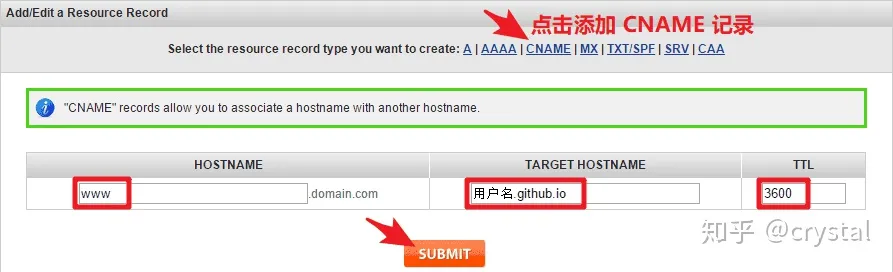 Add/Edit a Resource Record
点击添加 CNAME 记录
Select the resource record type you want to create: A | AAAA | CNAME | MX | TXT/SPF | SRV | CAA
"CNAME" records allow you to associate a hostname with another hostname.
HOSTNAME TARGET HOSTNAME TTL
www .domain.com 用户名.github.io 3600
SUBMIT
知乎 @crystal